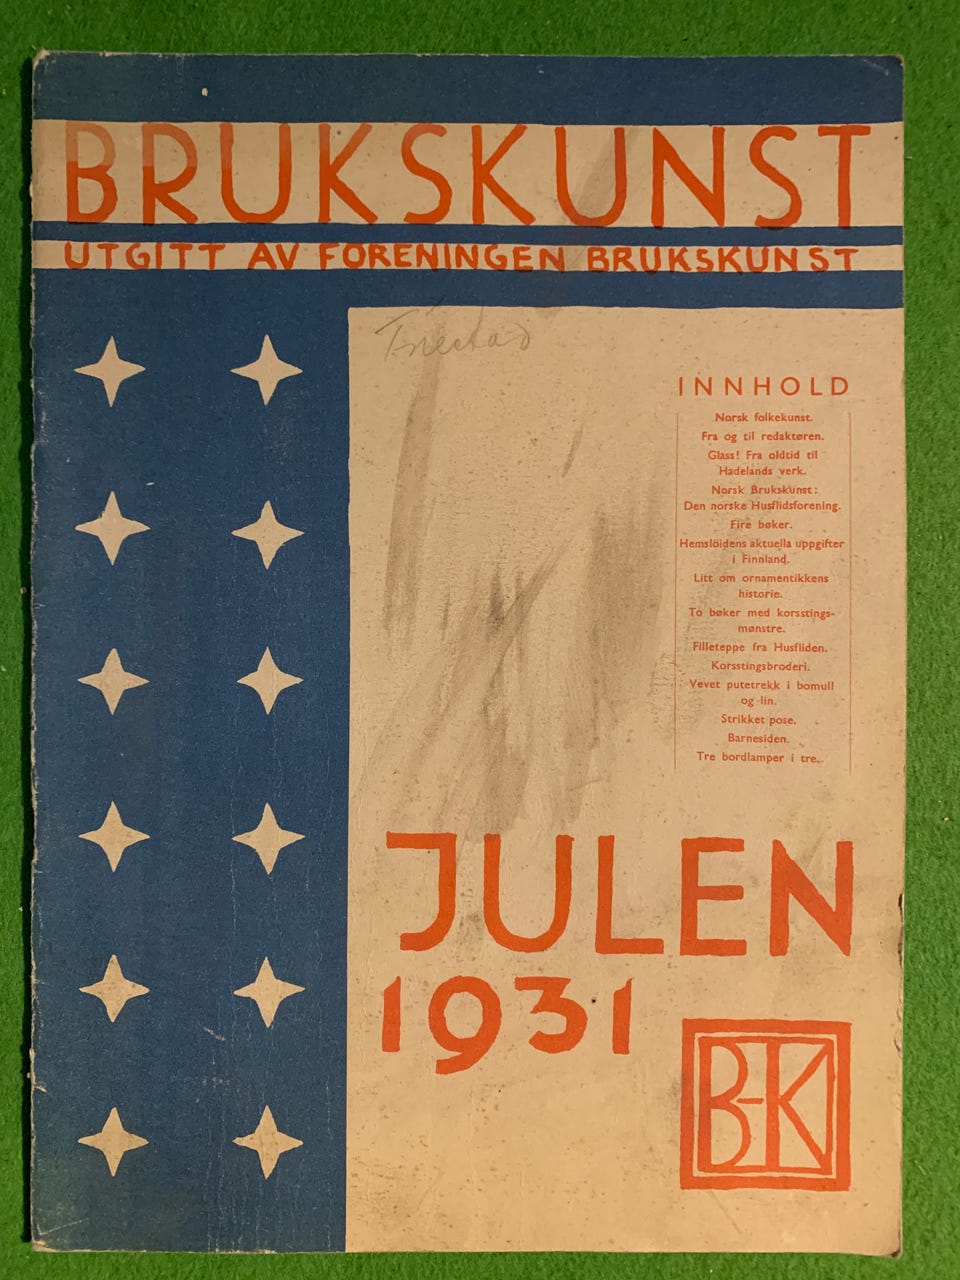 BRUKSKUNST
UTGITT AV FORENINGEN BRUKSKUNST
INNHOLD
Norsk folkekunst.
Fra og til redaktøren.
Glass! Fra oldtid til
Hadelands verk.
Norsk Brukskunst:
Den norske Husflidsforening.
Fire bøker.
Hemslöidens aktuella uppgifter
i Finnland.
Litt om ornamentikkens
historie.
To bøker med korsstings-
mønstre.
Filleteppe fra Husfliden.
Korsstingsbroderi.
Vevet putetrekk i bomull
og lin.
Strikket pose.
Barnesiden.
Tre bordlamper i tre.
JULEN
1931
B-K